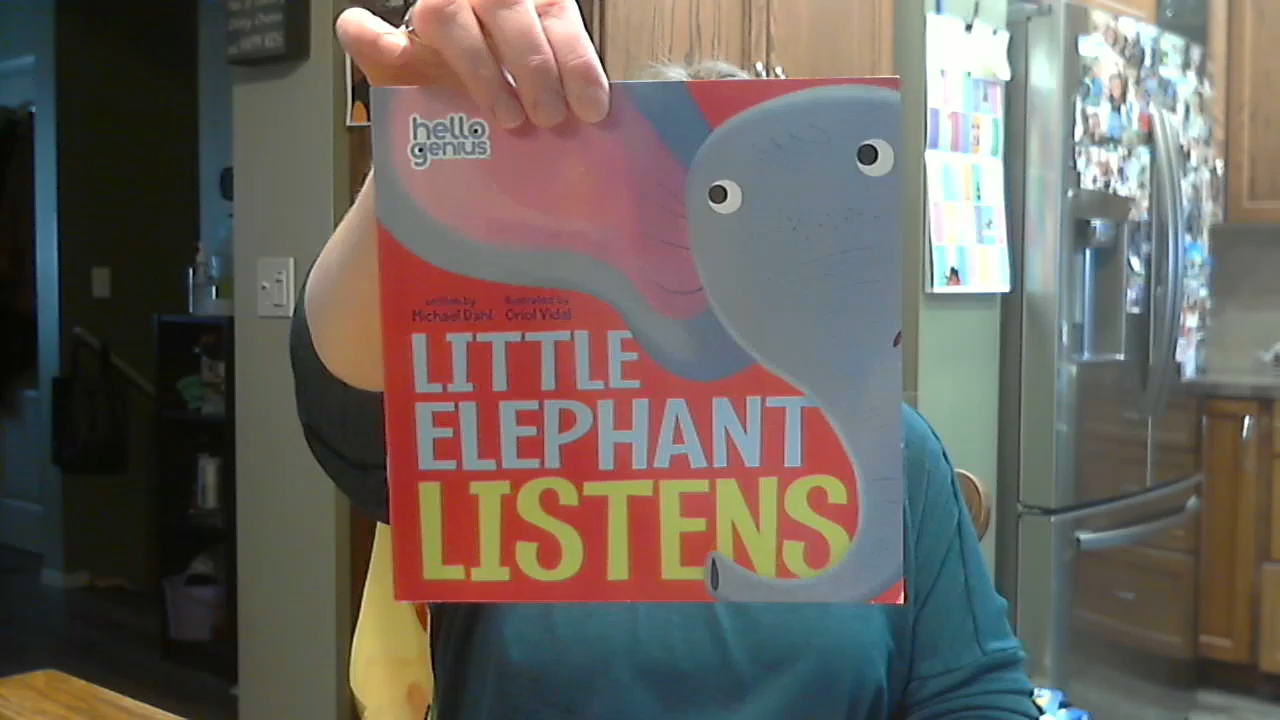 hello
genius
written by illustrated by
Michael Dahl Oriol Vidal
LITTLE
ELEPHANT
LISTENS